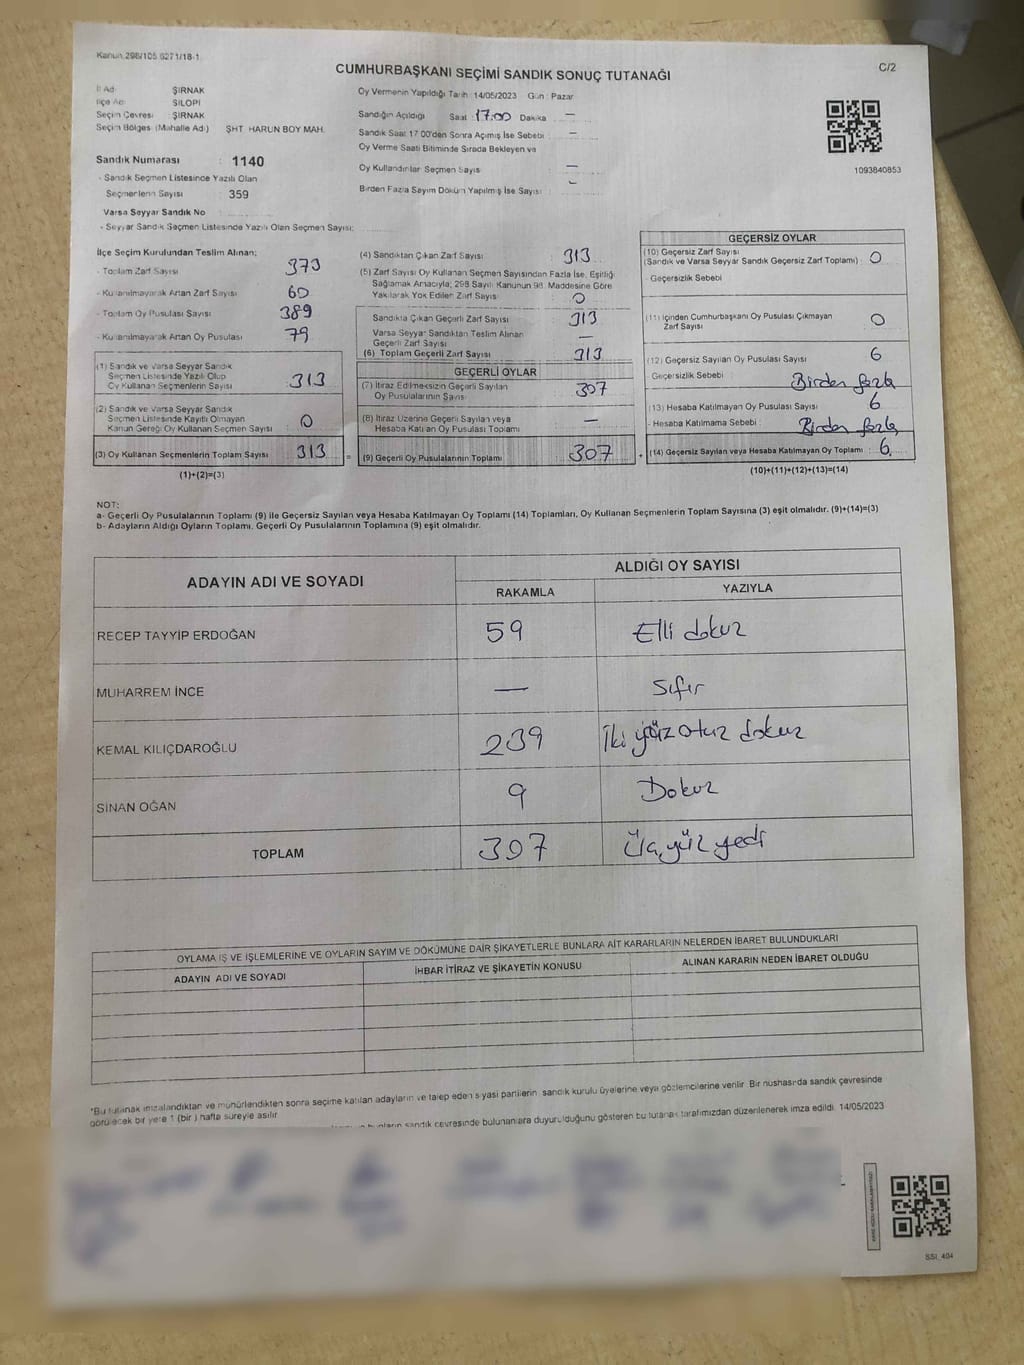 Kanun 298/105 6271/18-1
CUMHURBAŞKANI SEÇİMİ SANDIK SONUÇ TUTANAĞI
C/2
İl Adı ŞIRNAK
İlçe Adı SİLOPİ
Seçim Çevresi ŞIRNAK
Seçim Bölgesi (Mahalle Adı) ŞHT HARUN BOY MAH.
Sandık Numarası : 1140
- Sandık Seçmen Listesinde Yazılı Olan
Seçmenlerin Sayısı : 359
Varsa Seyyar Sandık No :
- Seyyar Sandık Seçmen Listesinde Yazılı Olan Seçmen Sayısı:
Oy Vermenin Yapıldığı Tarih : 14/05/2023 Gün : Pazar
Sandığın Açıldığı Saat : 17:00 Dakika —
Sandık Saat 17:00'den Sonra Açılmış İse Sebebi : —
Oy Verme Saati Bitiminde Sırada Bekleyen ve
Oy Kullandırılan Seçmen Sayısı : —
Birden Fazla Sayım Döküm Yapılmış İse Sayısı : —
1093840853
İlçe Seçim Kurulundan Teslim Alınan;
- Toplam Zarf Sayısı : 373
- Kullanılmayarak Artan Zarf Sayısı : 60
- Toplam Oy Pusulası Sayısı : 389
- Kullanılmayarak Artan Oy Pusulası : 79
(1) Sandık ve Varsa Seyyar Sandık
Seçmen Listesinde Yazılı Olup
Oy Kullanan Seçmenlerin Sayısı : 313
(2) Sandık ve Varsa Seyyar Sandık
Seçmen Listesinde Kayıtlı Olmayan
Kanun Gereği Oy Kullanan Seçmen Sayısı : 0
(3) Oy Kullanan Seçmenlerin Toplam Sayısı : 313
(1)+(2)=(3)
(4) Sandıktan Çıkan Zarf Sayısı : 313
(5) Zarf Sayısı Oy Kullanan Seçmen Sayısından Fazla İse, Eşitliği
Sağlamak Amacıyla; 298 Sayılı Kanunun 98. Maddesine Göre
Yakılarak Yok Edilen Zarf Sayısı : 0
Sandıkta Çıkan Geçerli Zarf Sayısı : 313
Varsa Seyyar Sandıktan Teslim Alınan
Geçerli Zarf Sayısı : —
(6) Toplam Geçerli Zarf Sayısı : 313
GEÇERLİ OYLAR
(7) İtiraz Edilmeksizin Geçerli Sayılan
Oy Pusulalarının Sayısı : 307
(8) İtiraz Üzerine Geçerli Sayılan veya
Hesaba Katılan Oy Pusulaları Toplamı : —
= (9) Geçerli Oy Pusulalarının Toplamı : 307 +
GEÇERSİZ OYLAR
(10) Geçersiz Zarf Sayısı
(Sandık ve Varsa Seyyar Sandık Geçersiz Zarf Toplamı) : 0
- Geçersizlik Sebebi :
(11) İçinden Cumhurbaşkanı Oy Pusulası Çıkmayan
Zarf Sayısı : 0
(12) Geçersiz Sayılan Oy Pusulası Sayısı : 6
- Geçersizlik Sebebi : Birden fazla
(13) Hesaba Katılmayan Oy Pusulası Sayısı : 6
- Hesaba Katılmama Sebebi : Birden fazla
(14) Geçersiz Sayılan veya Hesaba Katılmayan Oy Toplamı : 6
(10)+(11)+(12)+(13)=(14)
NOT:
a- Geçerli Oy Pusulalarının Toplamı (9) ile Geçersiz Sayılan veya Hesaba Katılmayan Oy Toplamı (14) Toplamları, Oy Kullanan Seçmenlerin Toplam Sayısına (3) eşit olmalıdır. (9)+(14)=(3)
b- Adayların Aldığı Oyların Toplamı, Geçerli Oy Pusulalarının Toplamına (9) eşit olmalıdır.
ADAYIN ADI VE SOYADI
ALDIĞI OY SAYISI
RAKAMLA YAZIYLA
RECEP TAYYİP ERDOĞAN 59 Elli dokuz
MUHARREM İNCE — Sıfır
KEMAL KILIÇDAROĞLU 239 İki yüz otuz dokuz
SİNAN OĞAN 9 Dokuz
TOPLAM 307 Üç yüz yedi
OYLAMA İŞ VE İŞLEMLERİNE VE OYLARIN SAYIM VE DÖKÜMÜNE DAİR ŞİKAYETLERLE BUNLARA AİT KARARLARIN NELERDEN İBARET BULUNDUKLARI
ADAYIN ADI VE SOYADI İHBAR İTİRAZ VE ŞİKAYETİN KONUSU ALINAN KARARIN NEDEN İBARET OLDUĞU
*Bu tutanak imzalandıktan ve mühürlendikten sonra seçime katılan adayların ve talep eden siyasi partilerin sandık kurulu üyelerine veya gözlemcilerine verilir. Bir nüshası da sandık çevresinde
görülecek bir yere 1 (bir) hafta süreyle asılır.
bunların sandık çevresinde bulunanlara duyurulduğunu gösteren bu tutanak tarafımızdan düzenlenerek imza edildi. 14/05/2023
SSI_404